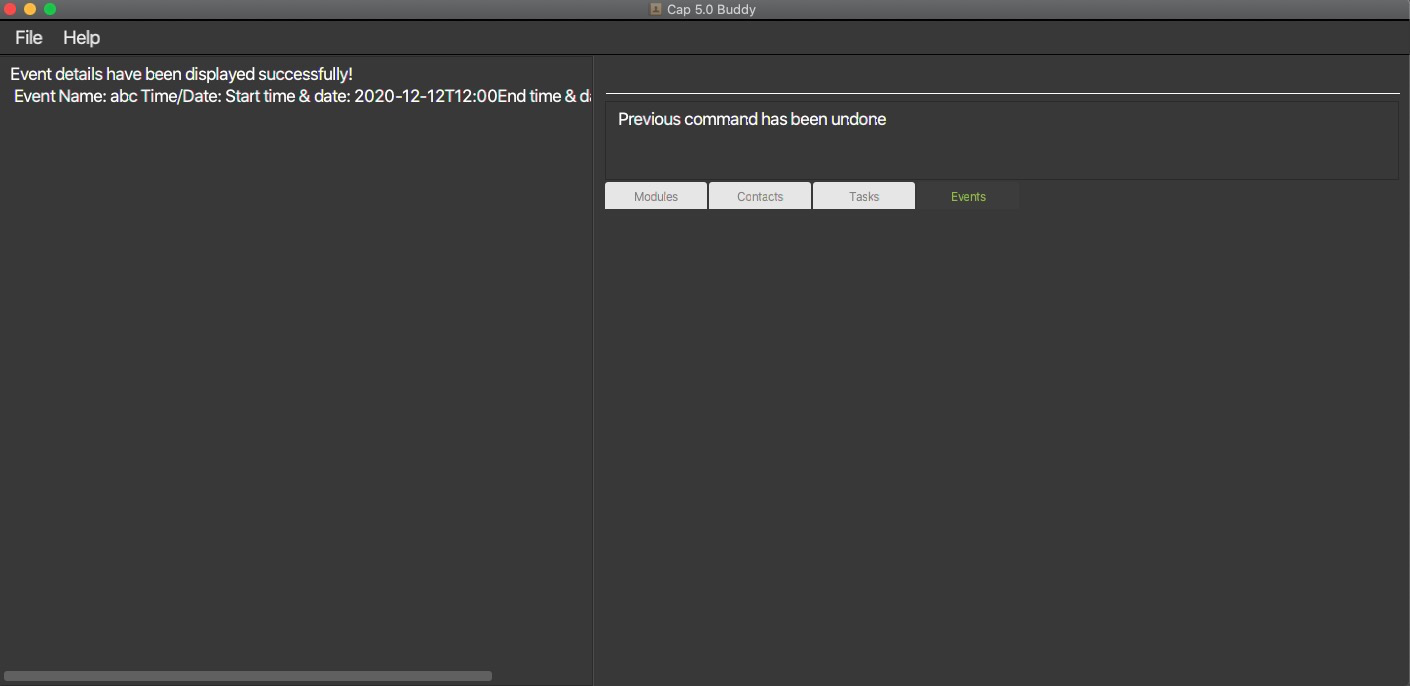 Cap 5.0 Buddy
File Help
Event details have been displayed successfully!
Event Name: abc Time/Date: Start time & date: 2020-12-12T12:00End time &
Previous command has been undone
Modules Contacts Tasks Events